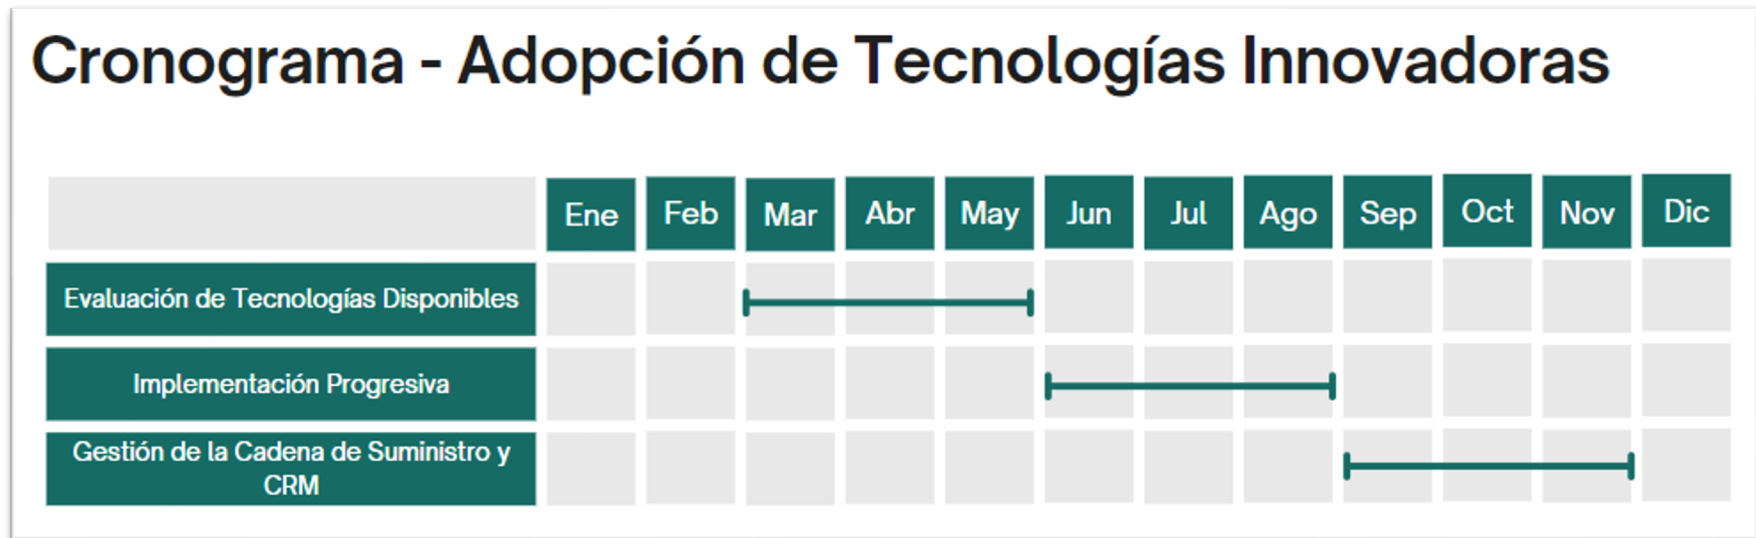 Cronograma - Adopción de Tecnologías Innovadoras
Ene Feb Mar Abr May Jun Jul Ago Sep Oct Nov Dic
Evaluación de Tecnologías Disponibles
Implementación Progresiva
Gestión de la Cadena de Suministro y
CRM